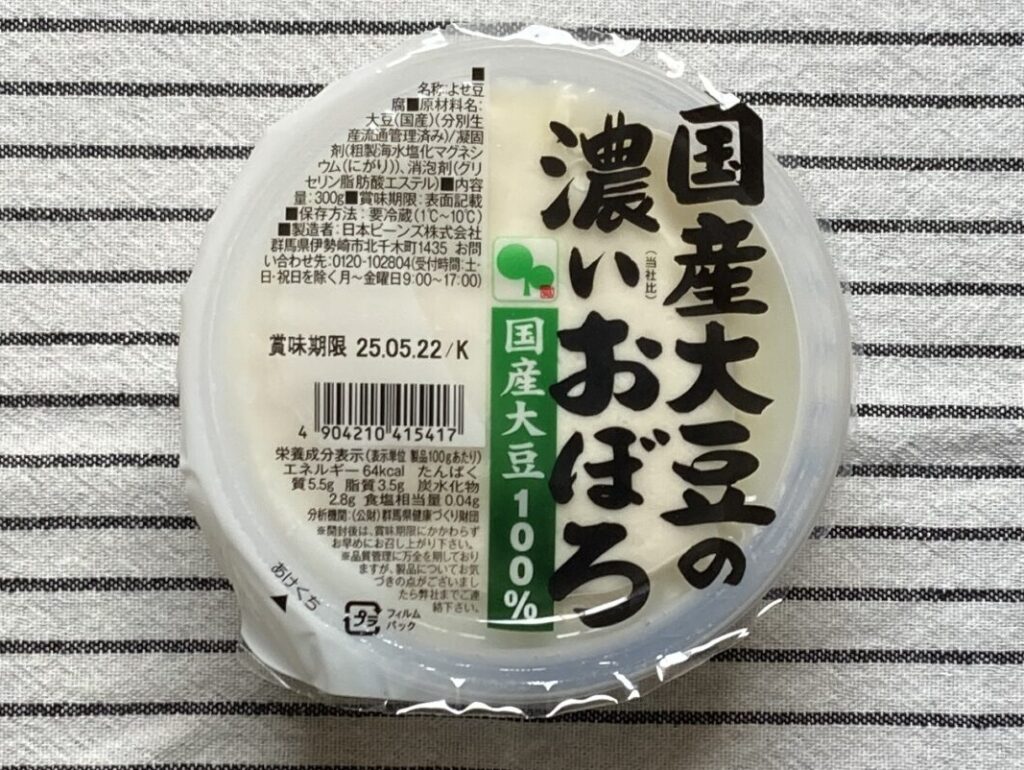 国産大豆の
濃いおぼろ
(当社比)
国産大豆100%
■
名称:よせ豆
腐■原材料名:
大豆(国産)(分別生
産流通管理済み)/凝固
剤(粗製海水塩化マグネシ
ウム(にがり))、消泡剤(グリ
セリン脂肪酸エステル)■内容
量:300g■賞味期限:表面記載
■保存方法:要冷蔵(1℃~10℃)
■製造者:日本ビーンズ株式会社
群馬県伊勢崎市北千木町1435 お問
い合わせ先:0120-102804(受付時間:土・
日・祝日を除く月~金曜日9:00~17:00)
賞味期限 25.05.22/K
4 904210 415417
栄養成分表示(表示単位 製品100gあたり)
エネルギー64kcal たんぱく
質5.5g 脂質3.5g 炭水化物
2.8g 食塩相当量0.04g
分析機関:(公財)群馬県健康づくり財団
※開封後は、賞味期限にかかわらず
お早めにお召し上がり下さい。
※品質管理に万全を期しており
ますが、製品についてお気
づきの点がございまし
たら弊社までご連
絡下さい。
あけくち
プラ
フィルム
パック